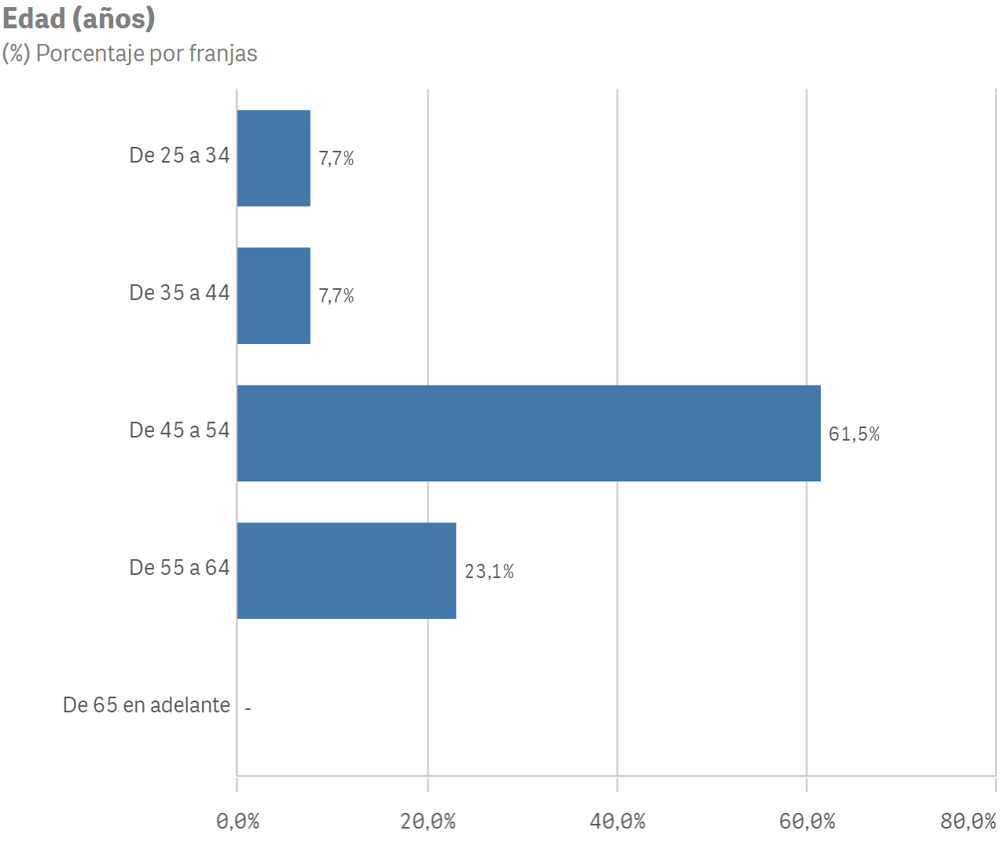 Edad (años)
(%) Porcentaje por franjas
De 25 a 34
7,7%
De 35 a 44
7,7%
De 45 a 54
61,5%
De 55 a 64
23,1%
De 65 en adelante
-
0,0%
20,0%
40,0%
60,0%
80,0%